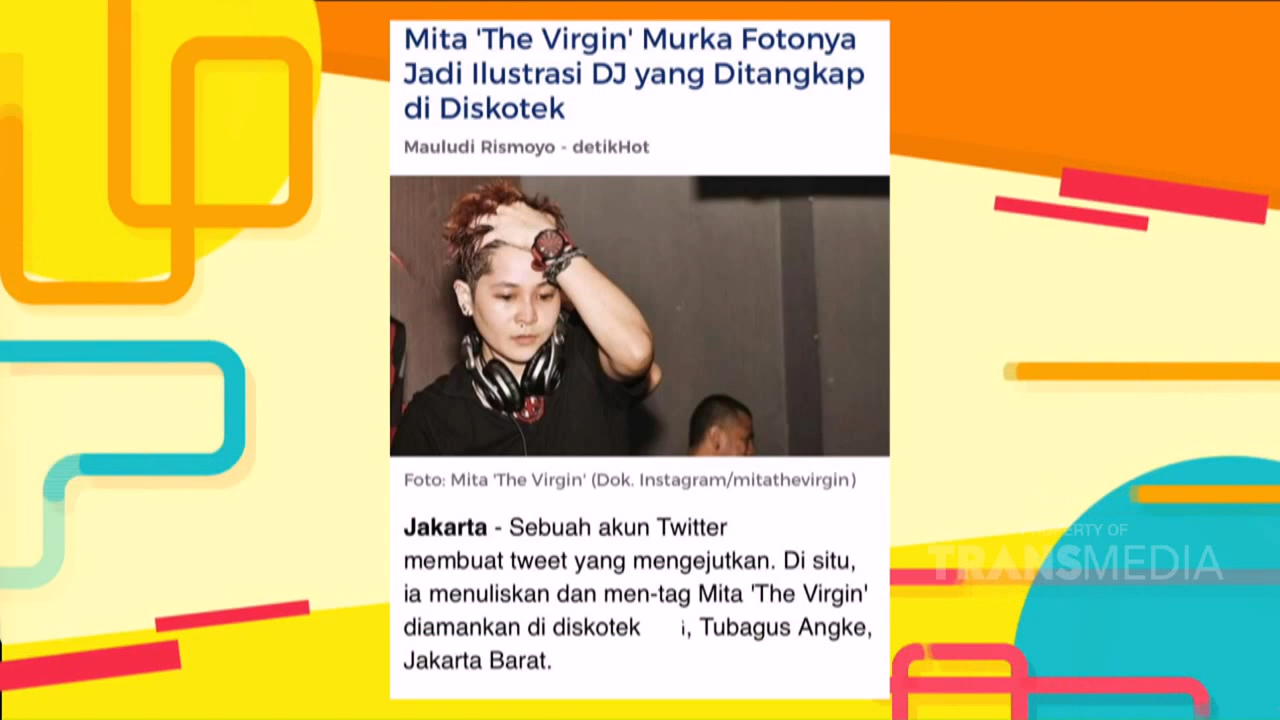 Mita 'The Virgin' Murka Fotonya
Jadi Ilustrasi DJ yang Ditangkap
di Diskotek
Mauludi Rismoyo - detikHot
Foto: Mita 'The Virgin' (Dok. Instagram/mitathevirgin)
Jakarta - Sebuah akun Twitter
membuat tweet yang mengejutkan. Di situ,
ia menuliskan dan men-tag Mita 'The Virgin'
diamankan di diskotek i, Tubagus Angke,
Jakarta Barat.
PROPERTY OF
TRANSMEDIA